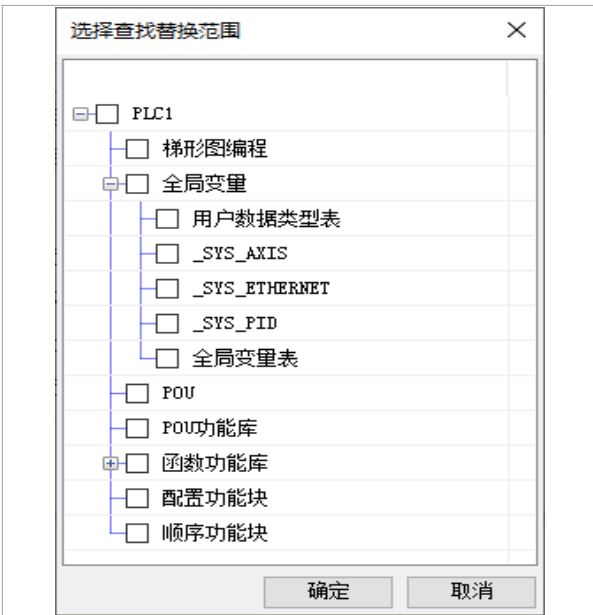 选择查找替换范围
PLC1
梯形图编程
全局变量
用户数据类型表
_SYS_AXIS
_SYS_ETHERNET
_SYS_PID
全局变量表
POU
POU功能库
函数功能库
配置功能块
顺序功能块
确定 取消